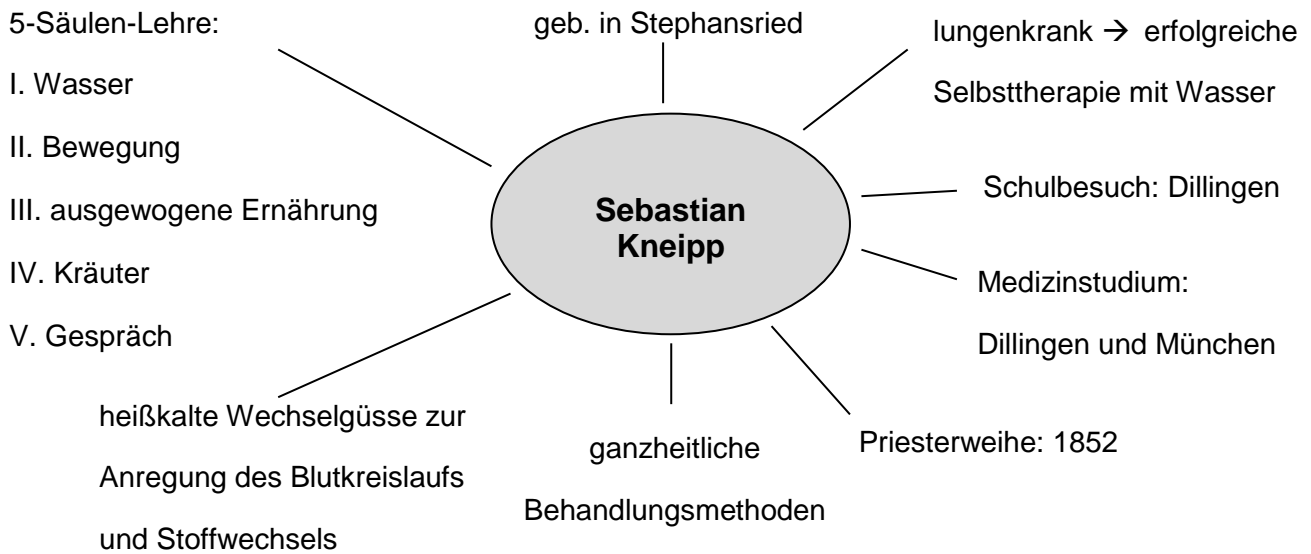 5-Säulen-Lehre:
I. Wasser
II. Bewegung
III. ausgewogene Ernährung
IV. Kräuter
V. Gespräch
geb. in Stephansried
lungenkrank → erfolgreiche
Selbsttherapie mit Wasser
Schulbesuch: Dillingen
Medizinstudium:
Dillingen und München
Sebastian
Kneipp
heißkalte Wechselgüsse zur
Anregung des Blutkreislaufs
und Stoffwechsels
ganzheitliche
Behandlungsmethoden
Priesterweihe: 1852